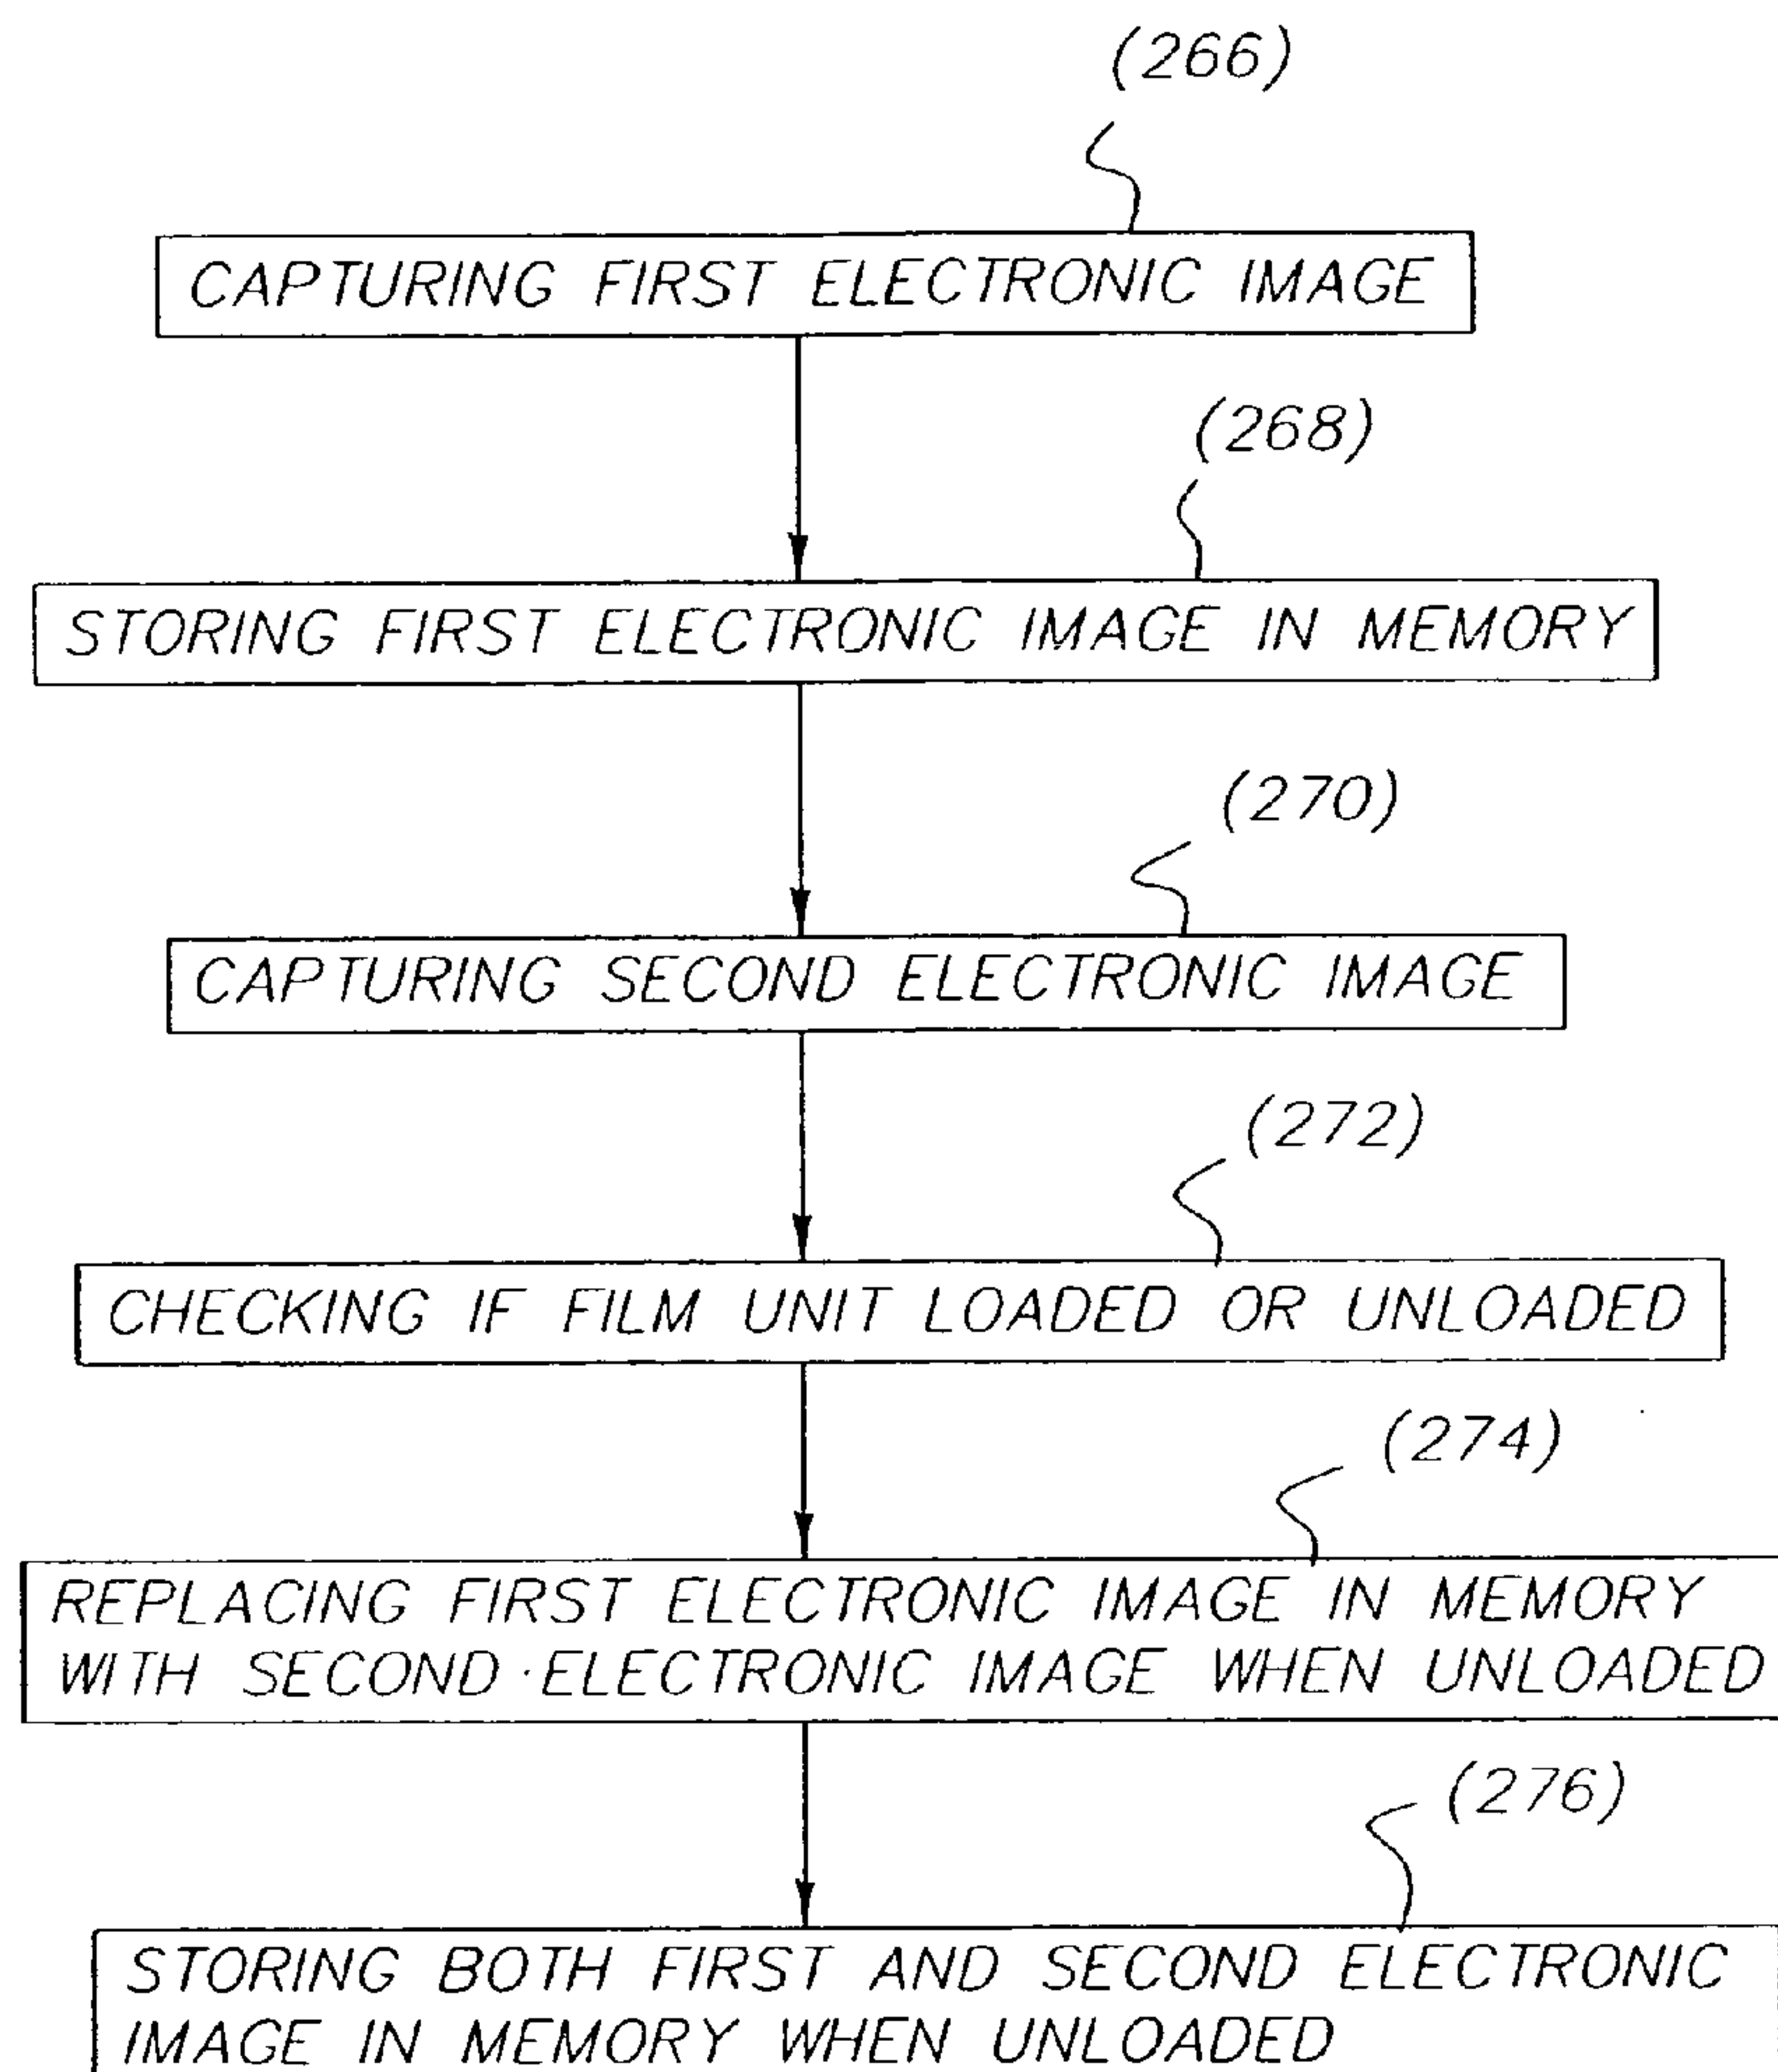 (266)
CAPTURING FIRST ELECTRONIC IMAGE
(268)
STORING FIRST ELECTRONIC IMAGE IN MEMORY
(270)
CAPTURING SECOND ELECTRONIC IMAGE
(272)
CHECKING IF FILM UNIT LOADED OR UNLOADED
(274)
REPLACING FIRST ELECTRONIC IMAGE IN MEMORY
WITH SECOND ELECTRONIC IMAGE WHEN UNLOADED
(276)
STORING BOTH FIRST AND SECOND ELECTRONIC
IMAGE IN MEMORY WHEN UNLOADED